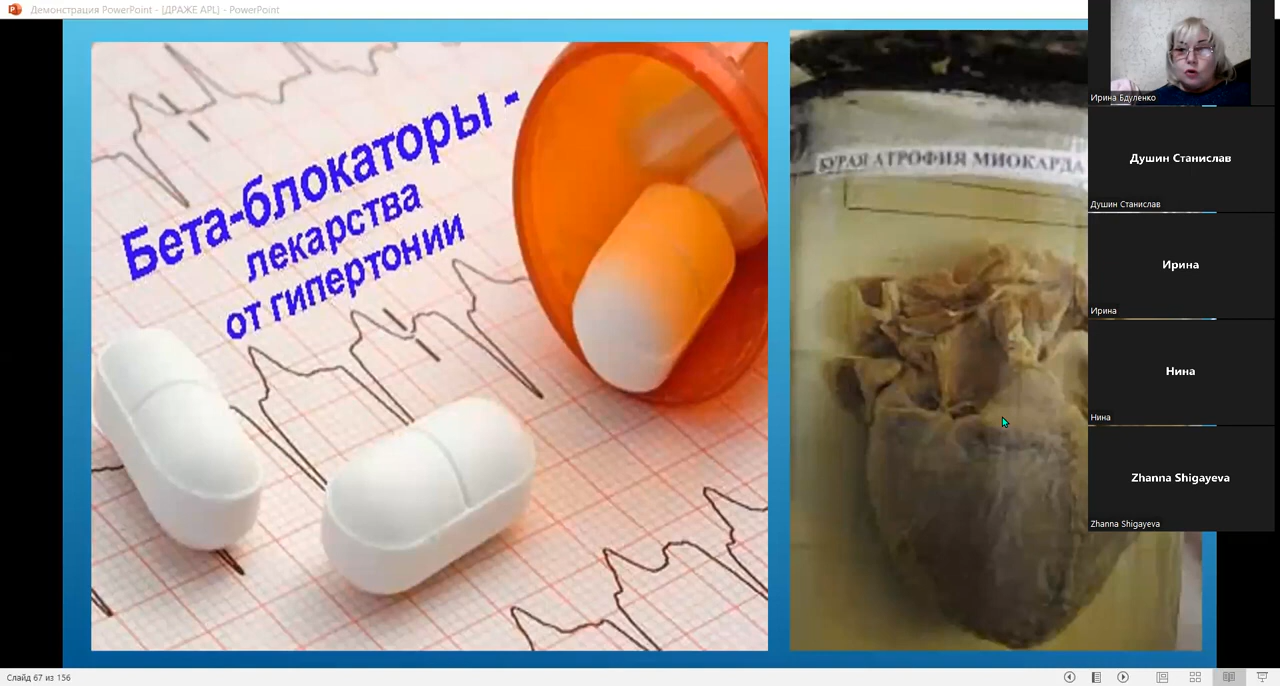 Демонстрация PowerPoint - [ДРАЖЕ APL] - PowerPoint
Бета-блокаторы -
лекарства
от гипертонии
БУРАЯ АТРОФИЯ МИОКАРДА
Ирина Бдуленко
Душин Станислав
Душин Станислав
Ирина
Ирина
Нина
Нина
Zhanna Shigayeva
Zhanna Shigayeva
Слайд 67 из 156